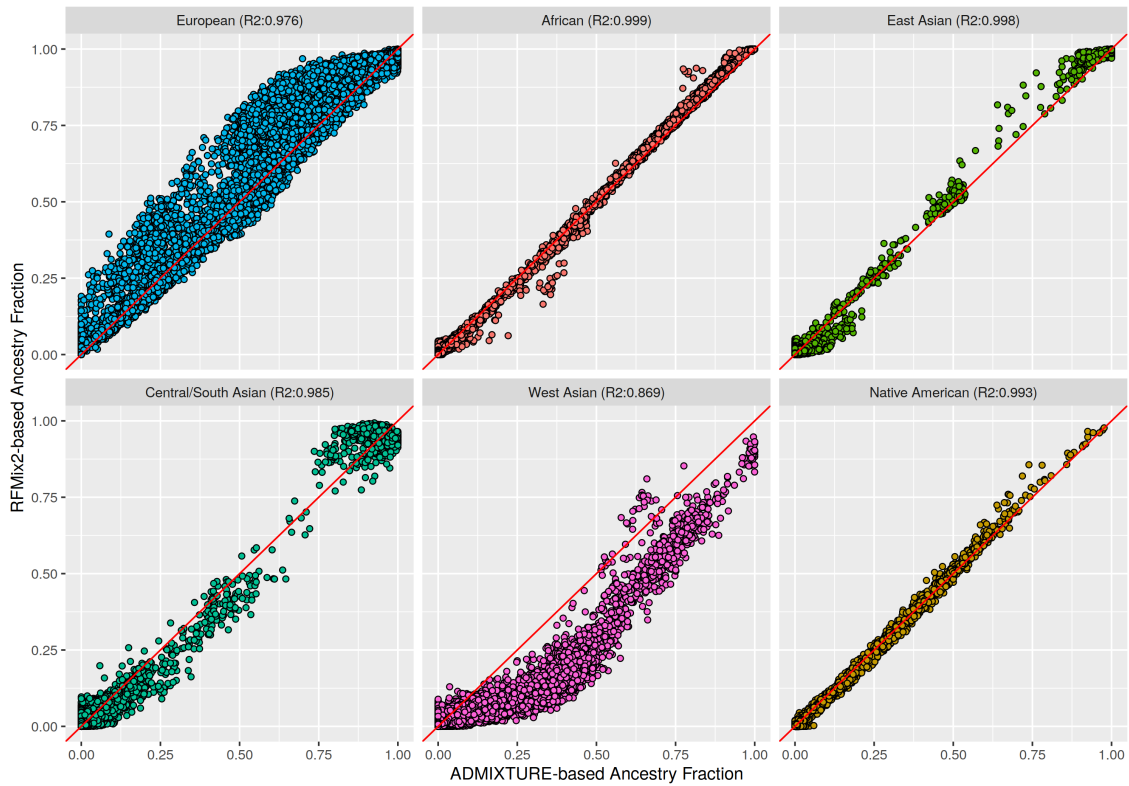 European (R2:0.976)
African (R2:0.999)
East Asian (R2:0.998)
1.00
0.75
0.50
0.25
0.00
Central/South Asian (R2:0.985)
West Asian (R2:0.869)
Native American (R2:0.993)
1.00
0.75
0.50
0.25
0.00
0.00 0.25 0.50 0.75 1.00
0.00 0.25 0.50 0.75 1.00
0.00 0.25 0.50 0.75 1.00
RFMix2-based Ancestry Fraction
ADMIXTURE-based Ancestry Fraction